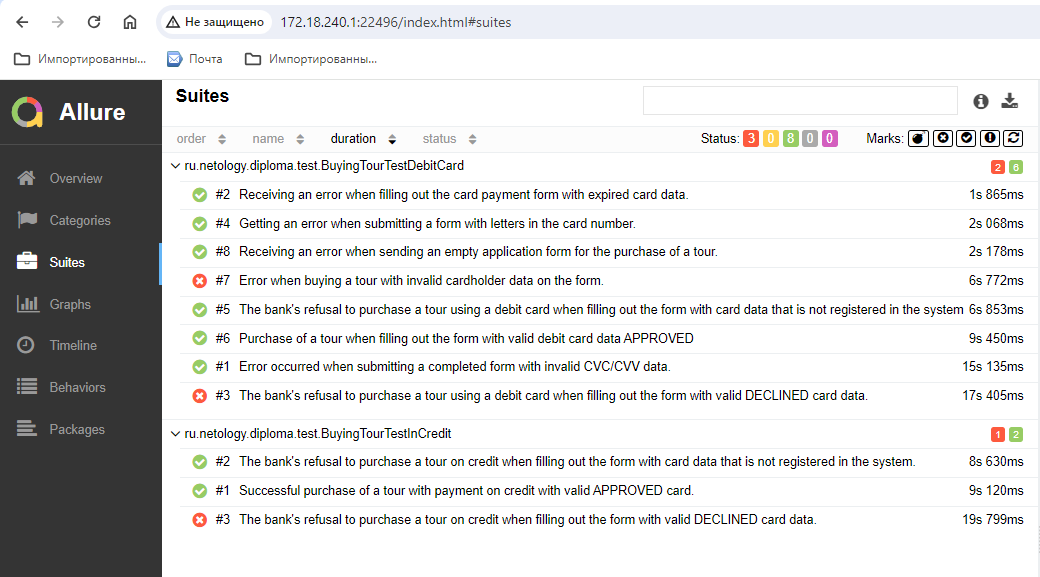 Не защищено 172.18.240.1:22496/index.html#suites
Импортированны... Почта Импортированны...
Allure
Overview
Categories
Suites
Graphs
Timeline
Behaviors
Packages
Suites
order name duration status Status: 3 0 8 0 0 Marks:
ru.netology.diploma.test.BuyingTourTestDebitCard 2 6
#2 Receiving an error when filling out the card payment form with expired card data. 1s 865ms
#4 Getting an error when submitting a form with letters in the card number. 2s 068ms
#8 Receiving an error when sending an empty application form for the purchase of a tour. 2s 178ms
#7 Error when buying a tour with invalid cardholder data on the form. 6s 772ms
#5 The bank's refusal to purchase a tour using a debit card when filling out the form with card data that is not registered in the system 6s 853ms
#6 Purchase of a tour when filling out the form with valid debit card data APPROVED 9s 450ms
#1 Error occurred when submitting a completed form with invalid CVC/CVV data. 15s 135ms
#3 The bank's refusal to purchase a tour using a debit card when filling out the form with valid DECLINED card data. 17s 405ms
ru.netology.diploma.test.BuyingTourTestInCredit 1 2
#2 The bank's refusal to purchase a tour on credit when filling out the form with card data that is not registered in the system. 8s 630ms
#1 Successful purchase of a tour with payment on credit with valid APPROVED card. 9s 120ms
#3 The bank's refusal to purchase a tour on credit when filling out the form with valid DECLINED card data. 19s 799ms